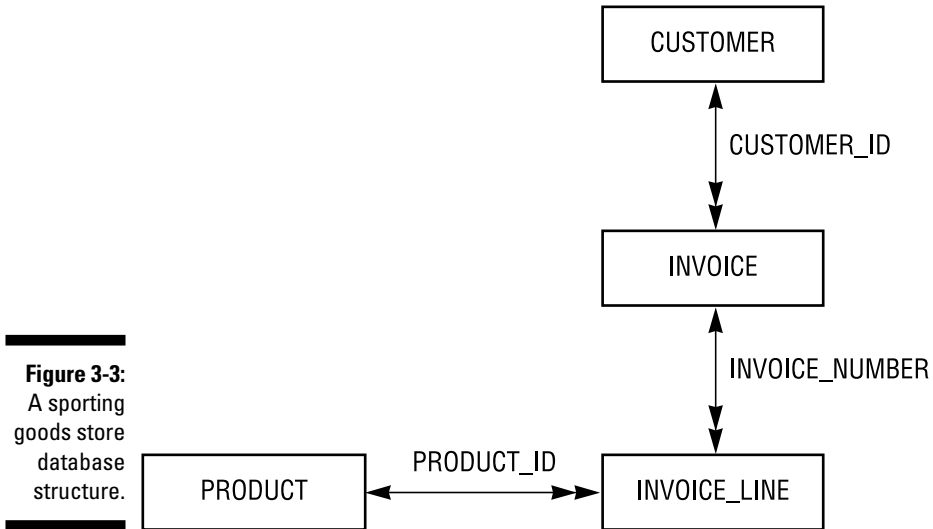 CUSTOMER
CUSTOMER_ID
INVOICE
INVOICE_NUMBER
Figure 3-3:
A sporting
goods store
database
structure.
PRODUCT
PRODUCT_ID
INVOICE_LINE